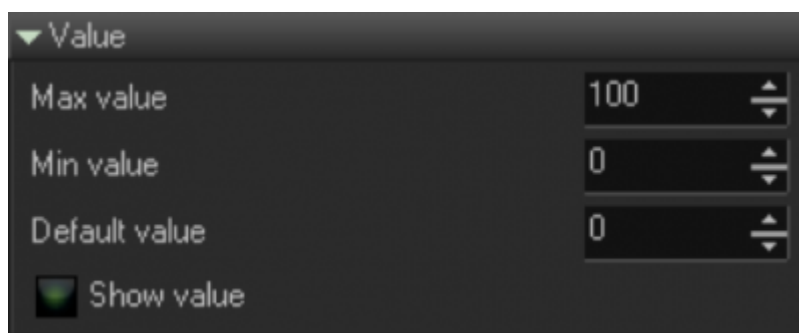 Value
Max value 100
Min value 0
Default value 0
Show value